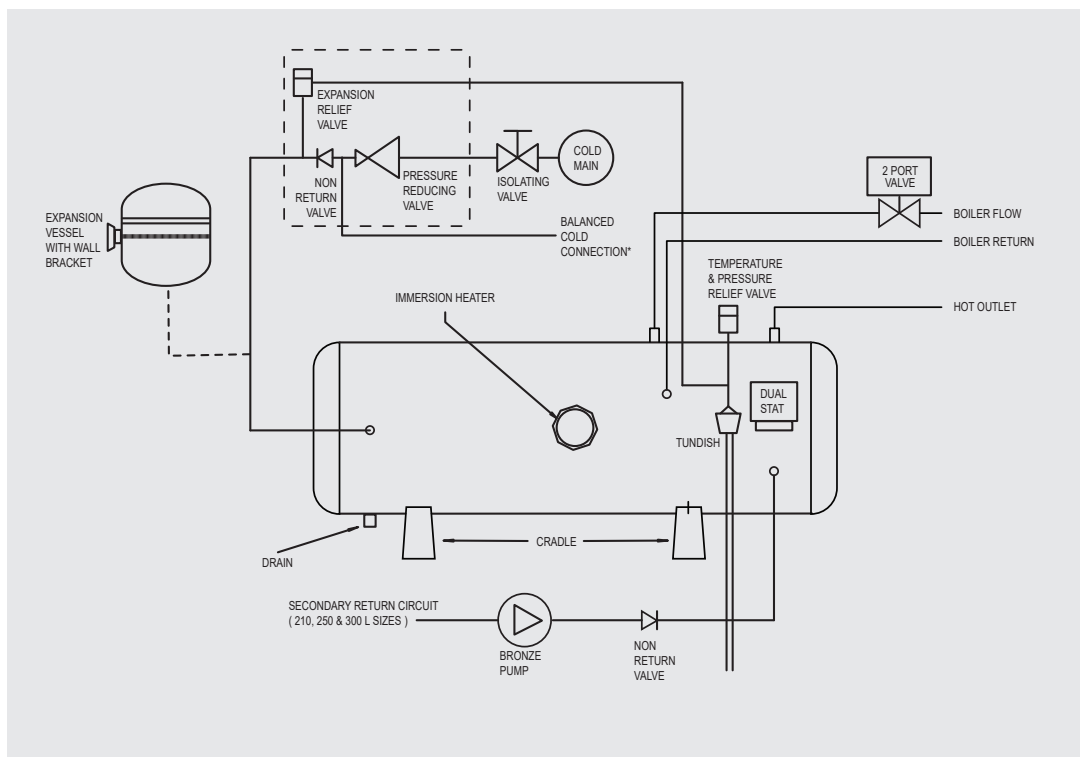 EXPANSION
RELIEF
VALVE
COLD
MAIN
NON
RETURN
VALVE
PRESSURE
REDUCING
VALVE
ISOLATING
VALVE
2 PORT
VALVE
EXPANSION
VESSEL
WITH WALL
BRACKET
BALANCED
COLD
CONNECTION*
BOILER FLOW
BOILER RETURN
TEMPERATURE
& PRESSURE
RELIEF VALVE
IMMERSION HEATER
HOT OUTLET
DUAL
STAT
TUNDISH
DRAIN
CRADLE
SECONDARY RETURN CIRCUIT
( 210, 250 & 300 L SIZES )
BRONZE
PUMP
NON
RETURN
VALVE